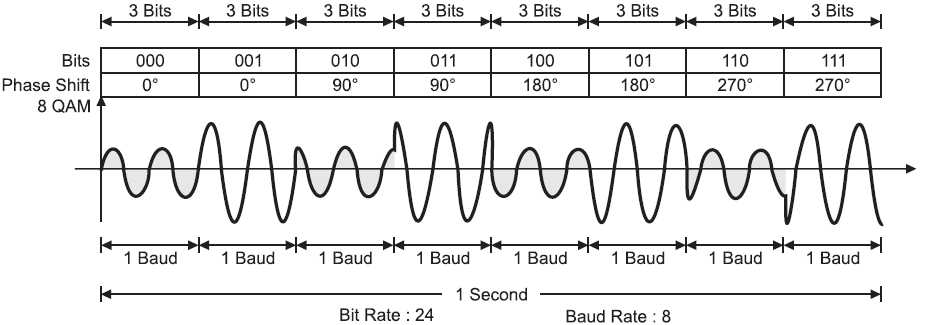 3 Bits 3 Bits 3 Bits 3 Bits 3 Bits 3 Bits 3 Bits 3 Bits
Bits 000 001 010 011 100 101 110 111
Phase Shift 0° 0° 90° 90° 180° 180° 270° 270°
8 QAM
1 Baud 1 Baud 1 Baud 1 Baud 1 Baud 1 Baud 1 Baud 1 Baud
1 Second
Bit Rate : 24 Baud Rate : 8